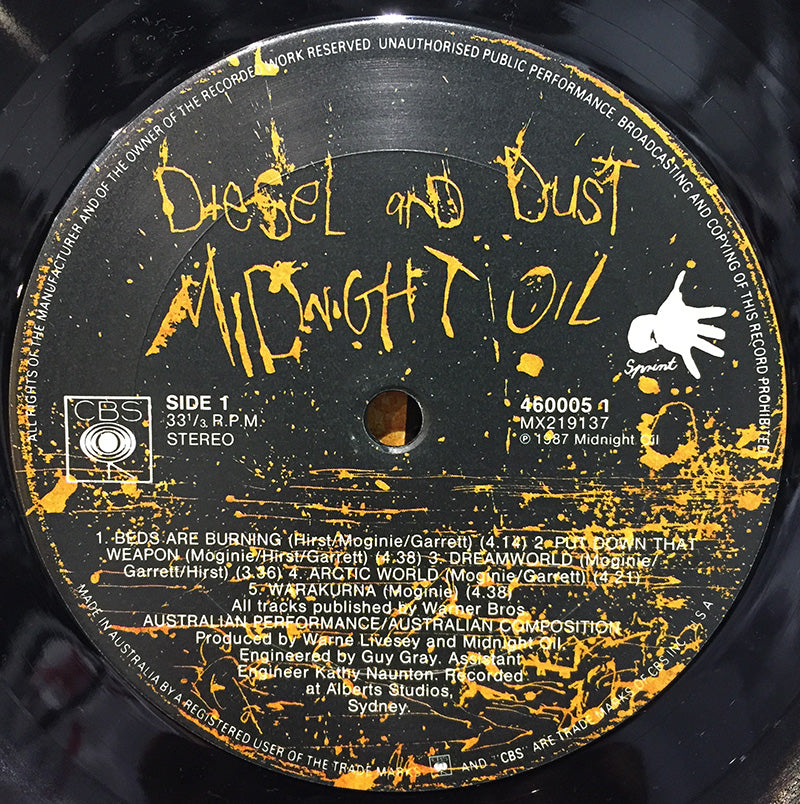 ALL RIGHTS OF THE MANUFACTURER AND OF THE OWNER OF THE RECORDED WORK RESERVED. UNAUTHORISED PUBLIC PERFORMANCE, BROADCASTING AND COPYING OF THIS RECORD PROHIBITED
Diesel and Dust
MIDNIGHT OIL
Sprint
CBS
SIDE 1
33 1/3 R.P.M.
STEREO
460005 1
MX219137
℗ 1987 Midnight Oil
1. BEDS ARE BURNING (Hirst/Moginie/Garrett) (4.14) 2. PUT DOWN THAT
WEAPON (Moginie/Hirst/Garrett) (4.38) 3. DREAMWORLD (Moginie/
Garrett/Hirst) (3.36) 4. ARCTIC WORLD (Moginie/Garrett) (4.21)
5. WARAKURNA (Moginie) (4.38)
All tracks published by Warner Bros.
AUSTRALIAN PERFORMANCE/AUSTRALIAN COMPOSITION
Produced by Warne Livesey and Midnight Oil.
Engineered by Guy Gray. Assistant
Engineer Kathy Naunton. Recorded
at Alberts Studios,
Sydney.
MADE IN AUSTRALIA BY A REGISTERED USER OF THE TRADE MARKS AND "CBS" ARE TRADE MARKS OF CBS INC., U.S.A